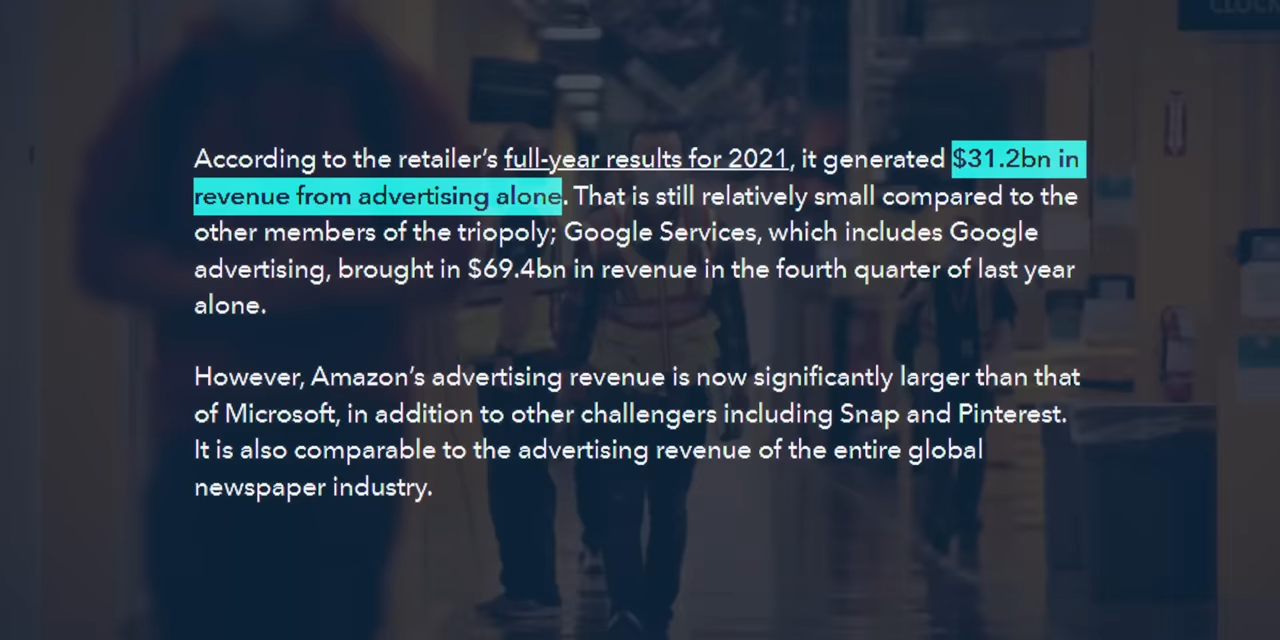 CLOCK
According to the retailer’s full-year results for 2021, it generated $31.2bn in
revenue from advertising alone. That is still relatively small compared to the
other members of the triopoly; Google Services, which includes Google
advertising, brought in $69.4bn in revenue in the fourth quarter of last year
alone.
However, Amazon’s advertising revenue is now significantly larger than that
of Microsoft, in addition to other challengers including Snap and Pinterest.
It is also comparable to the advertising revenue of the entire global
newspaper industry.